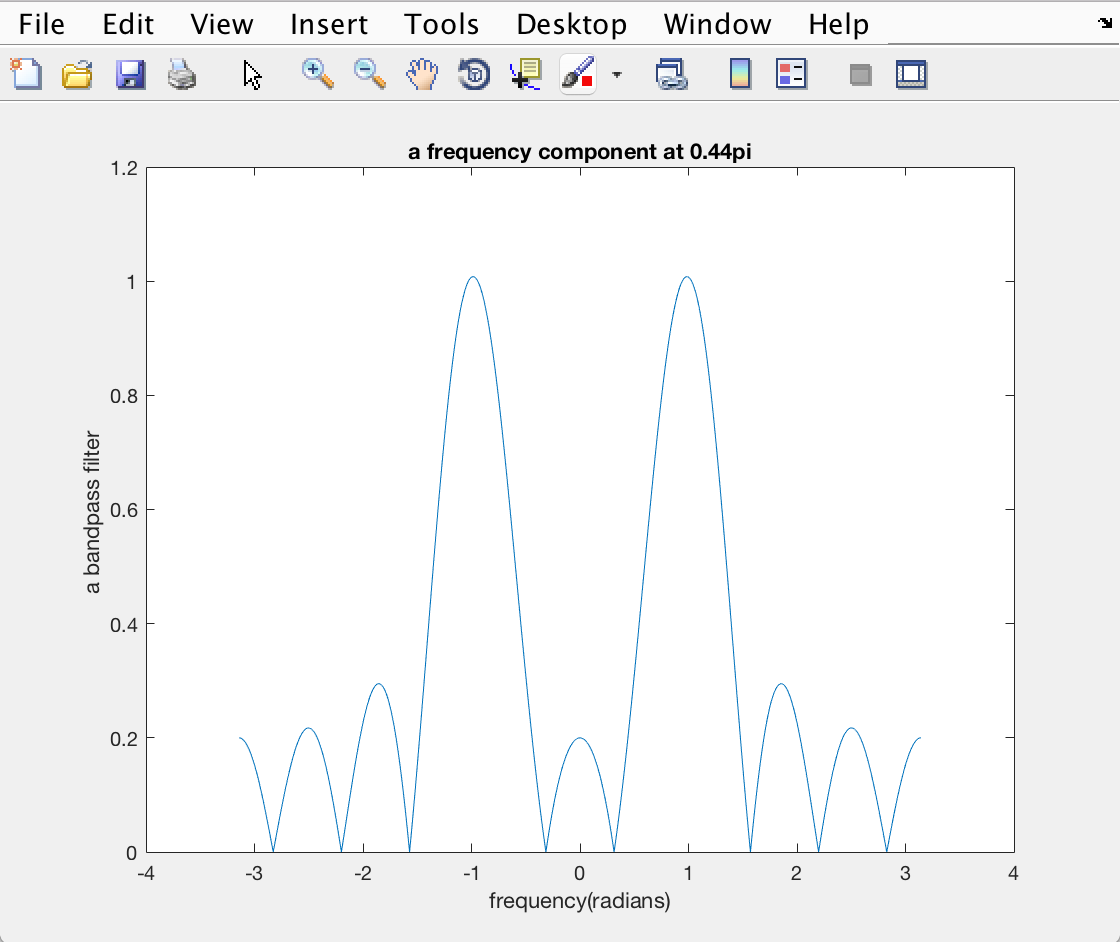 File Edit View Insert Tools Desktop Window Help
a frequency component at 0.44pi
1.2
1
0.8
0.6
0.4
0.2
0
a bandpass filter
-4 -3 -2 -1 0 1 2 3 4
frequency(radians)